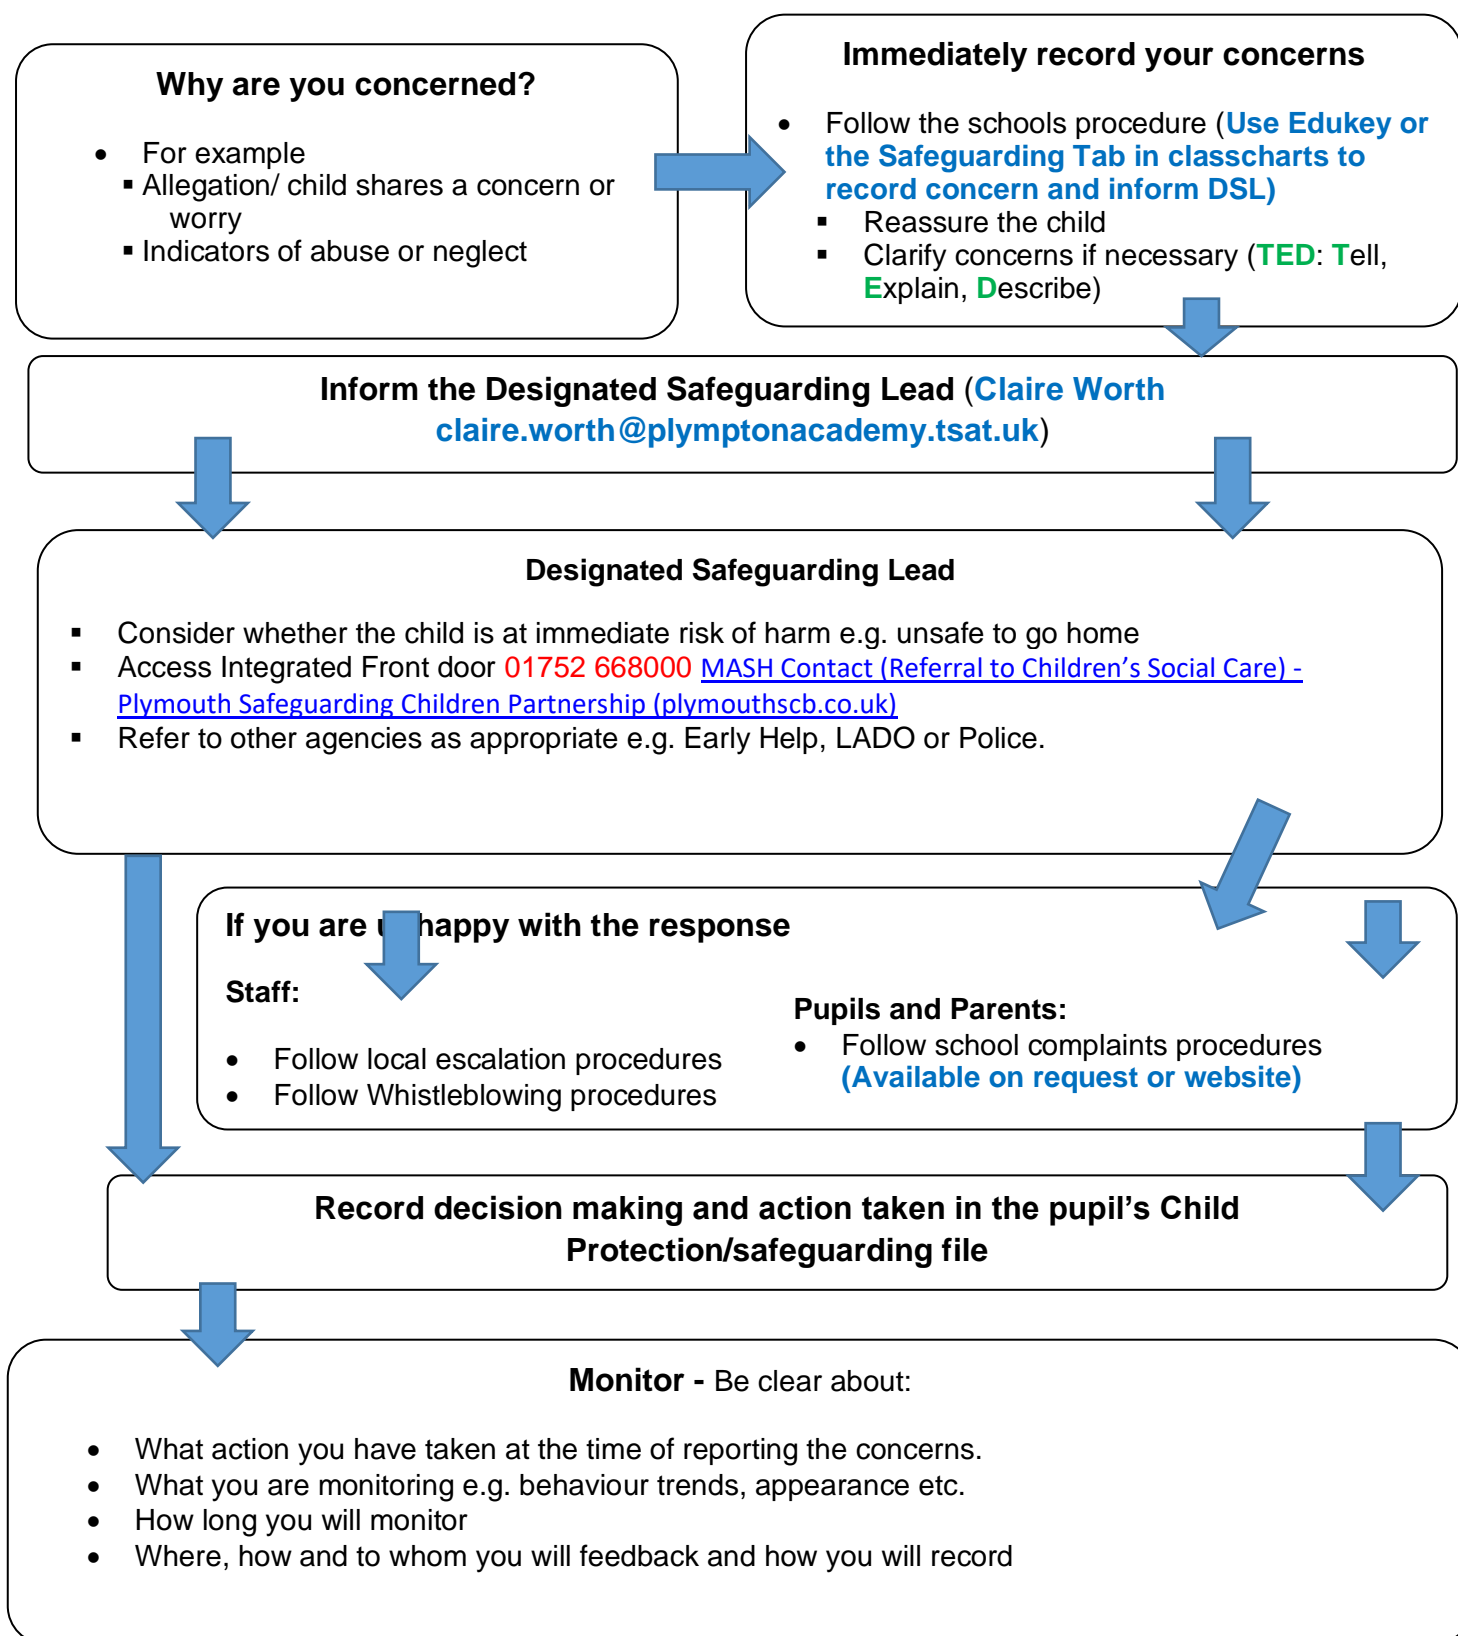 Why are you concerned?
• For example
▪ Allegation/ child shares a concern or
worry
▪ Indicators of abuse or neglect
Immediately record your concerns
• Follow the schools procedure (Use Edukey or
the Safeguarding Tab in classcharts to
record concern and inform DSL)
▪ Reassure the child
▪ Clarify concerns if necessary (TED: Tell,
Explain, Describe)
Inform the Designated Safeguarding Lead (Claire Worth
claire.worth@plymptonacademy.tsat.uk)
Designated Safeguarding Lead
▪ Consider whether the child is at immediate risk of harm e.g. unsafe to go home
▪ Access Integrated Front door 01752 668000 MASH Contact (Referral to Children's Social Care) -
Plymouth Safeguarding Children Partnership (plymouthscb.co.uk)
▪ Refer to other agencies as appropriate e.g. Early Help, LADO or Police.
If you are unhappy with the response
Staff:
• Follow local escalation procedures
• Follow Whistleblowing procedures
Pupils and Parents:
• Follow school complaints procedures
(Available on request or website)
Record decision making and action taken in the pupil's Child
Protection/safeguarding file
Monitor - Be clear about:
• What action you have taken at the time of reporting the concerns.
• What you are monitoring e.g. behaviour trends, appearance etc.
• How long you will monitor
• Where, how and to whom you will feedback and how you will record